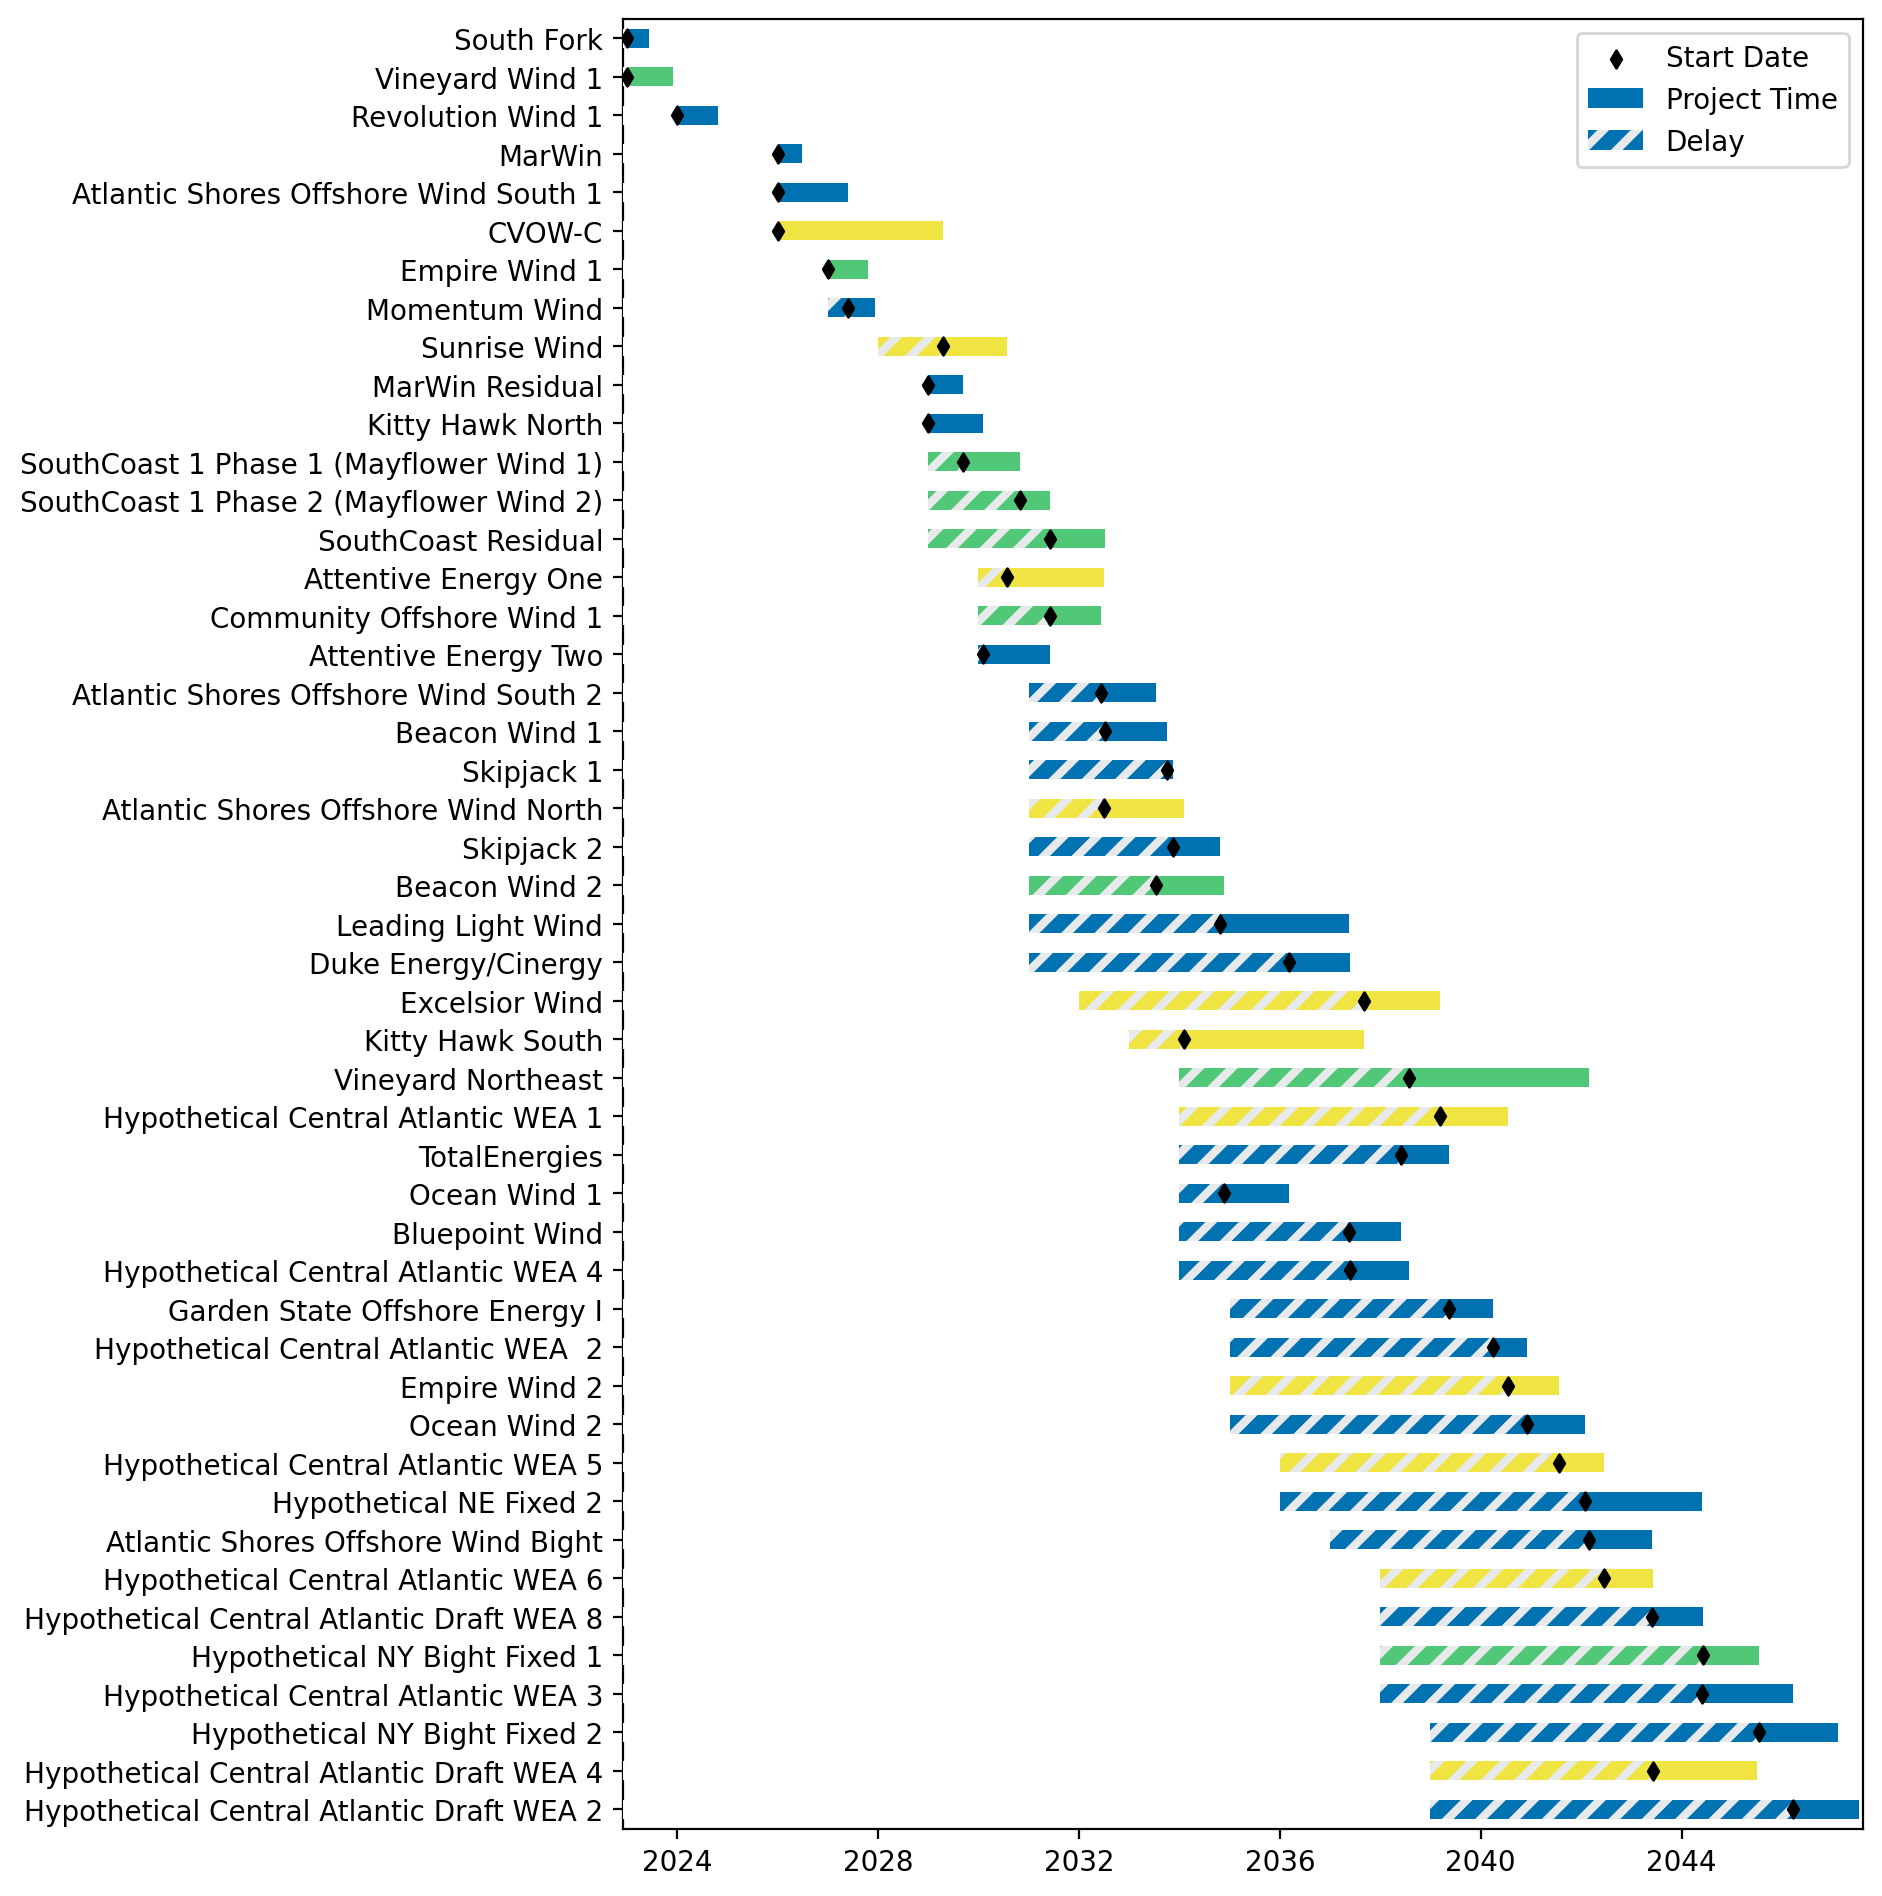 South Fork
Vineyard Wind 1
Revolution Wind 1
MarWin
Atlantic Shores Offshore Wind South 1
CVOW-C
Empire Wind 1
Momentum Wind
Sunrise Wind
MarWin Residual
Kitty Hawk North
SouthCoast 1 Phase 1 (Mayflower Wind 1)
SouthCoast 1 Phase 2 (Mayflower Wind 2)
SouthCoast Residual
Attentive Energy One
Community Offshore Wind 1
Attentive Energy Two
Atlantic Shores Offshore Wind South 2
Beacon Wind 1
Skipjack 1
Atlantic Shores Offshore Wind North
Skipjack 2
Beacon Wind 2
Leading Light Wind
Duke Energy/Cinergy
Excelsior Wind
Kitty Hawk South
Vineyard Northeast
Hypothetical Central Atlantic WEA 1
TotalEnergies
Ocean Wind 1
Bluepoint Wind
Hypothetical Central Atlantic WEA 4
Garden State Offshore Energy I
Hypothetical Central Atlantic WEA  2
Empire Wind 2
Ocean Wind 2
Hypothetical Central Atlantic WEA 5
Hypothetical NE Fixed 2
Atlantic Shores Offshore Wind Bight
Hypothetical Central Atlantic WEA 6
Hypothetical Central Atlantic Draft WEA 8
Hypothetical NY Bight Fixed 1
Hypothetical Central Atlantic WEA 3
Hypothetical NY Bight Fixed 2
Hypothetical Central Atlantic Draft WEA 4
Hypothetical Central Atlantic Draft WEA 2
Start Date
Project Time
Delay
2024 2028 2032 2036 2040 2044